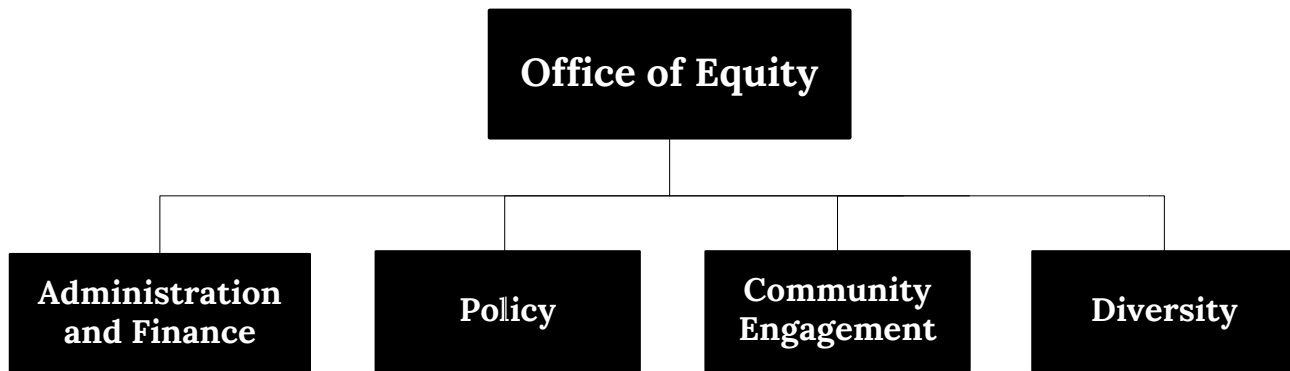 Office of Equity
Administration
and Finance
Policy
Community
Engagement
Diversity